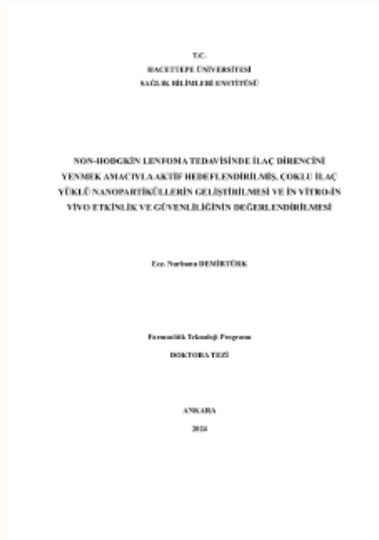 T.C.
HACETTEPE ÜNİVERSİTESİ
SAĞLIK BİLİMLERİ ENSTİTÜSÜ
NON-HODGKİN LENFOMA TEDAVİSİNDE İLAÇ DİRENCİNİ
YENMEK AMACIYLA AKTİF HEDEFLENDİRİLMİŞ, ÇOKLU İLAÇ
YÜKLÜ NANOPARTİKÜLLERİN GELİŞTİRİLMESİ VE İN VİTRO-İN
VİVO ETKİNLİK VE GÜVENLİLİĞİNİN DEĞERLENDİRİLMESİ
Ecz. Nurbanu DEMİRTÜRK
Farmasötik Teknoloji Programı
DOKTORA TEZİ
ANKARA
2024